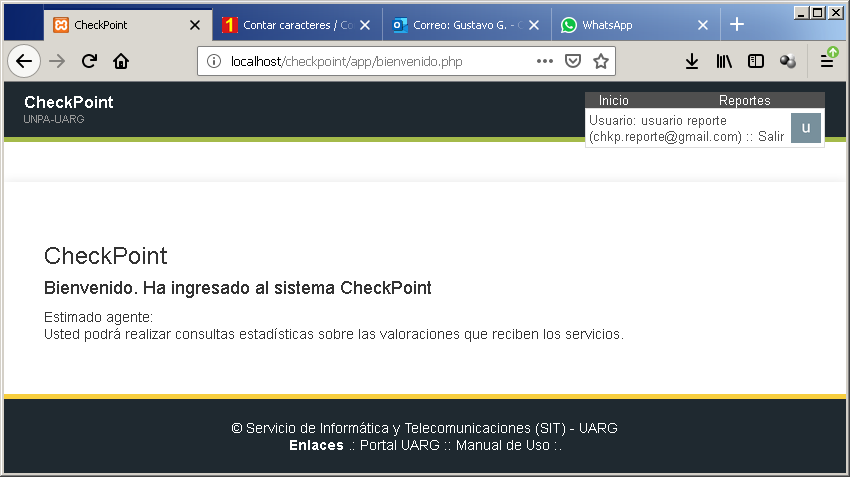 CheckPoint
1 Contar caracteres / Co
Correo: Gustavo G. - O
WhatsApp
localhost/checkpoint/app/bienvenido.php
CheckPoint
UNPA-UARG
Inicio Reportes
Usuario: usuario reporte
(chkp.reporte@gmail.com) :: Salir
u
CheckPoint
Bienvenido. Ha ingresado al sistema CheckPoint
Estimado agente:
Usted podrá realizar consultas estadísticas sobre las valoraciones que reciben los servicios.
© Servicio de Informática y Telecomunicaciones (SIT) - UARG
Enlaces .: Portal UARG :: Manual de Uso :.